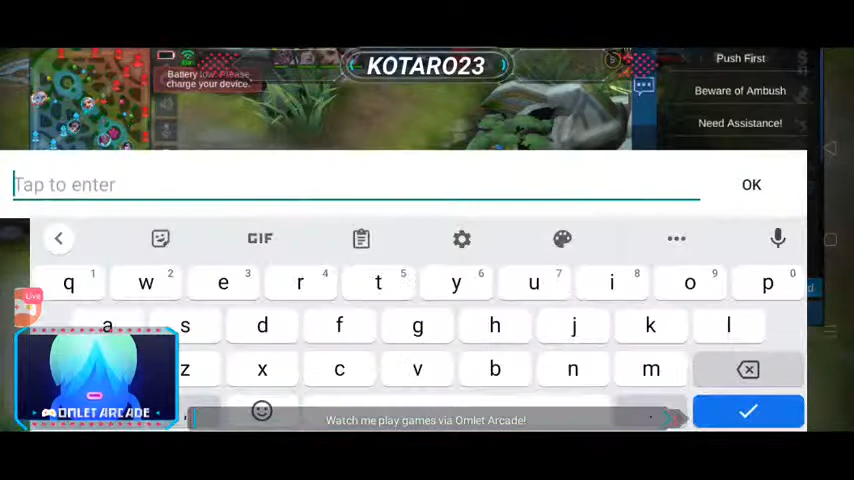 KOTARO23
Battery low. Please
charge your device.
Push First
Beware of Ambush
Need Assistance!
Tap to enter
OK
GIF
q 1 w 2 e 3 r 4 t 5 y 6 u 7 i 8 o 9 p 0
Live
a s d f g h j k l
z x c v b n m
OMLET ARCADE
, .
Watch me play games via Omlet Arcade!